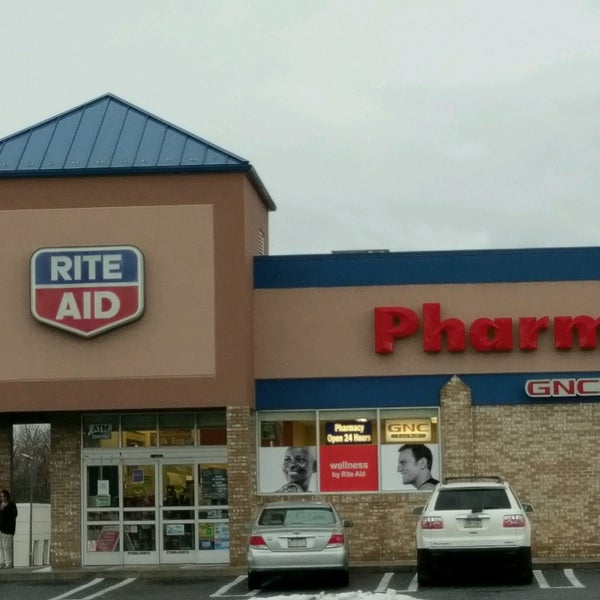 RITE
AID
Pharm
GNC
ATM
Pharmacy
Open 24 Hours
GNC
wellness
by Rite Aid